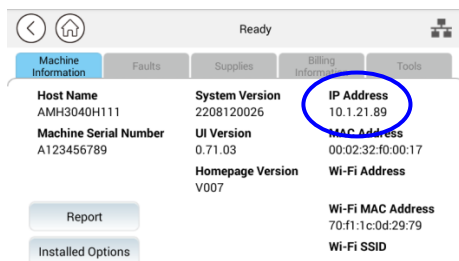 Ready
Machine Information
Faults
Supplies
Billing Information
Tools
Host Name
AMH3040H111
Machine Serial Number
A123456789
System Version
2208120026
UI Version
0.71.03
Homepage Version
V007
IP Address
10.1.21.89
MAC Address
00:02:32:f0:00:17
Wi-Fi Address
Wi-Fi MAC Address
70:f1:1c:0d:29:79
Wi-Fi SSID
Report
Installed Options